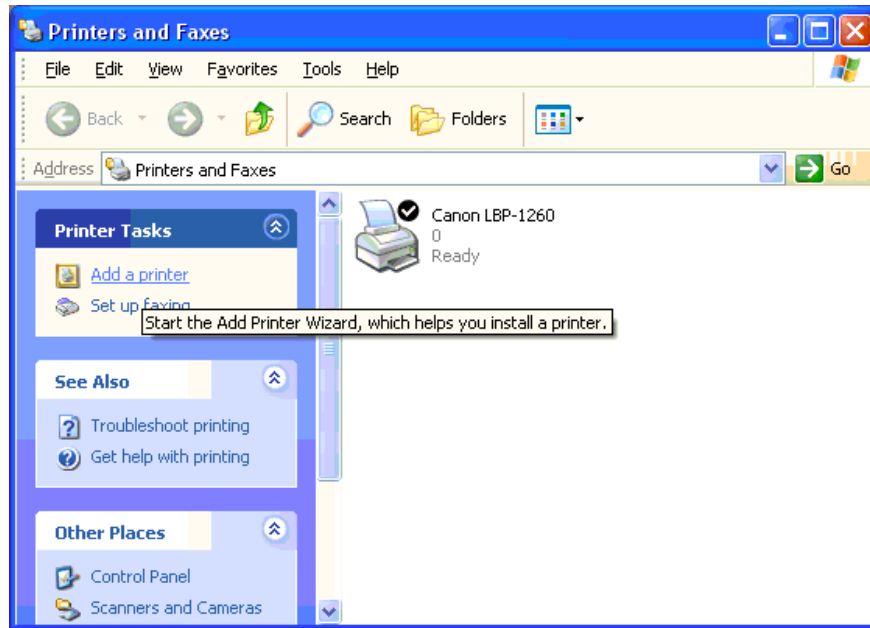 Printers and Faxes
File Edit View Favorites Tools Help
Back Search Folders
Address Printers and Faxes Go
Printer Tasks
Add a printer
Set up faxing
Start the Add Printer Wizard, which helps you install a printer.
See Also
Troubleshoot printing
Get help with printing
Other Places
Control Panel
Scanners and Cameras
Canon LBP-1260
0
Ready